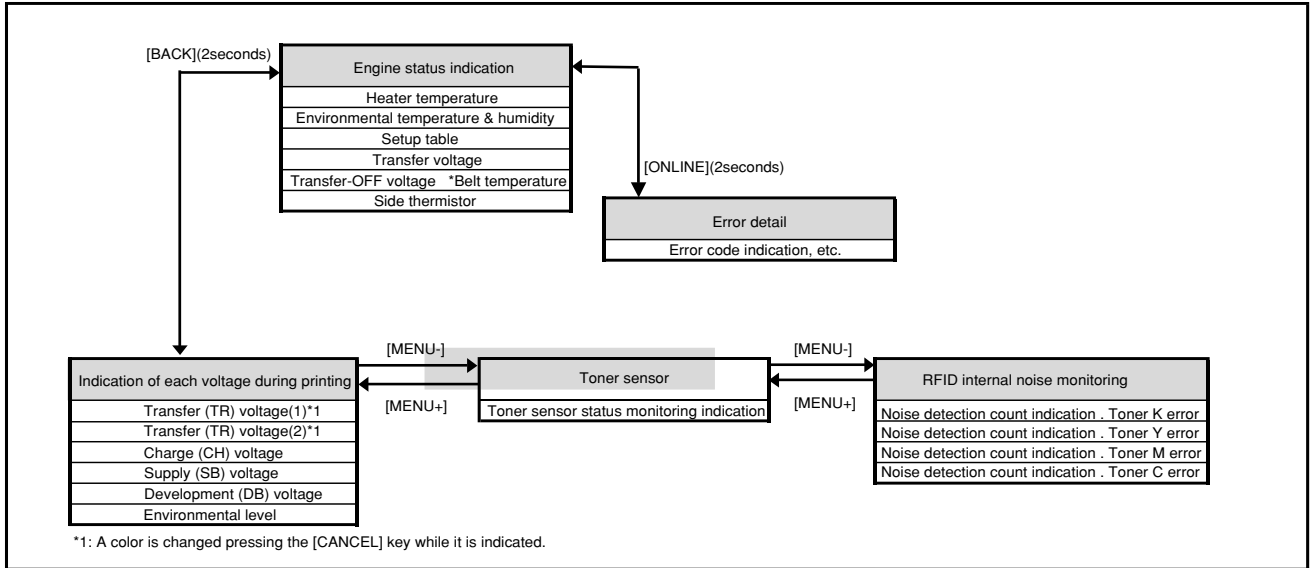 [BACK](2seconds)
Engine status indication
Heater temperature
Environmental temperature & humidity
Setup table
Transfer voltage
Transfer-OFF voltage *Belt temperature
Side thermistor
[ONLINE](2seconds)
Error detail
Error code indication, etc.
[MENU-]
[MENU+]
[MENU-]
[MENU+]
Indication of each voltage during printing
Transfer (TR) voltage(1)*1
Transfer (TR) voltage(2)*1
Charge (CH) voltage
Supply (SB) voltage
Development (DB) voltage
Environmental level
Toner sensor
Toner sensor status monitoring indication
RFID internal noise monitoring
Noise detection count indication . Toner K error
Noise detection count indication . Toner Y error
Noise detection count indication . Toner M error
Noise detection count indication . Toner C error
*1: A color is changed pressing the [CANCEL] key while it is indicated.